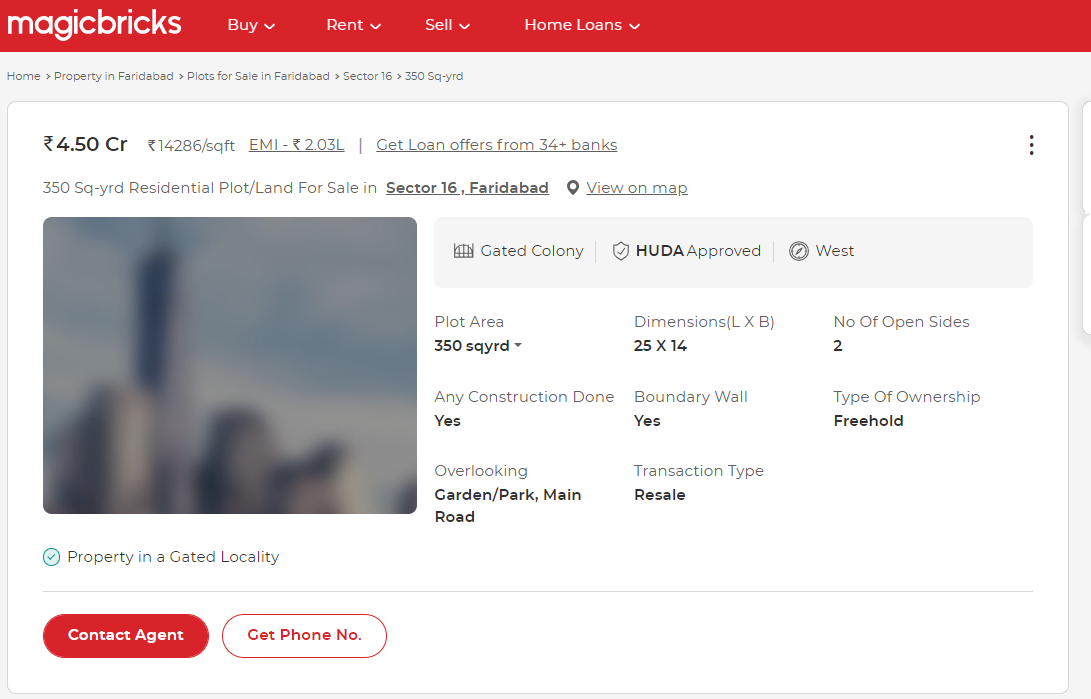 magicbricks Buy Rent Sell Home Loans
Home > Property in Faridabad > Plots for Sale in Faridabad > Sector 16 > 350 Sq-yrd
₹4.50 Cr ₹14286/sqft EMI - ₹ 2.03L | Get Loan offers from 34+ banks
350 Sq-yrd Residential Plot/Land For Sale in Sector 16 , Faridabad View on map
Gated Colony HUDA Approved West
Plot Area Dimensions(L X B) No Of Open Sides
350 sqyrd 25 X 14 2
Any Construction Done Boundary Wall Type Of Ownership
Yes Yes Freehold
Overlooking Transaction Type
Garden/Park, Main Resale
Road
Property in a Gated Locality
Contact Agent Get Phone No.